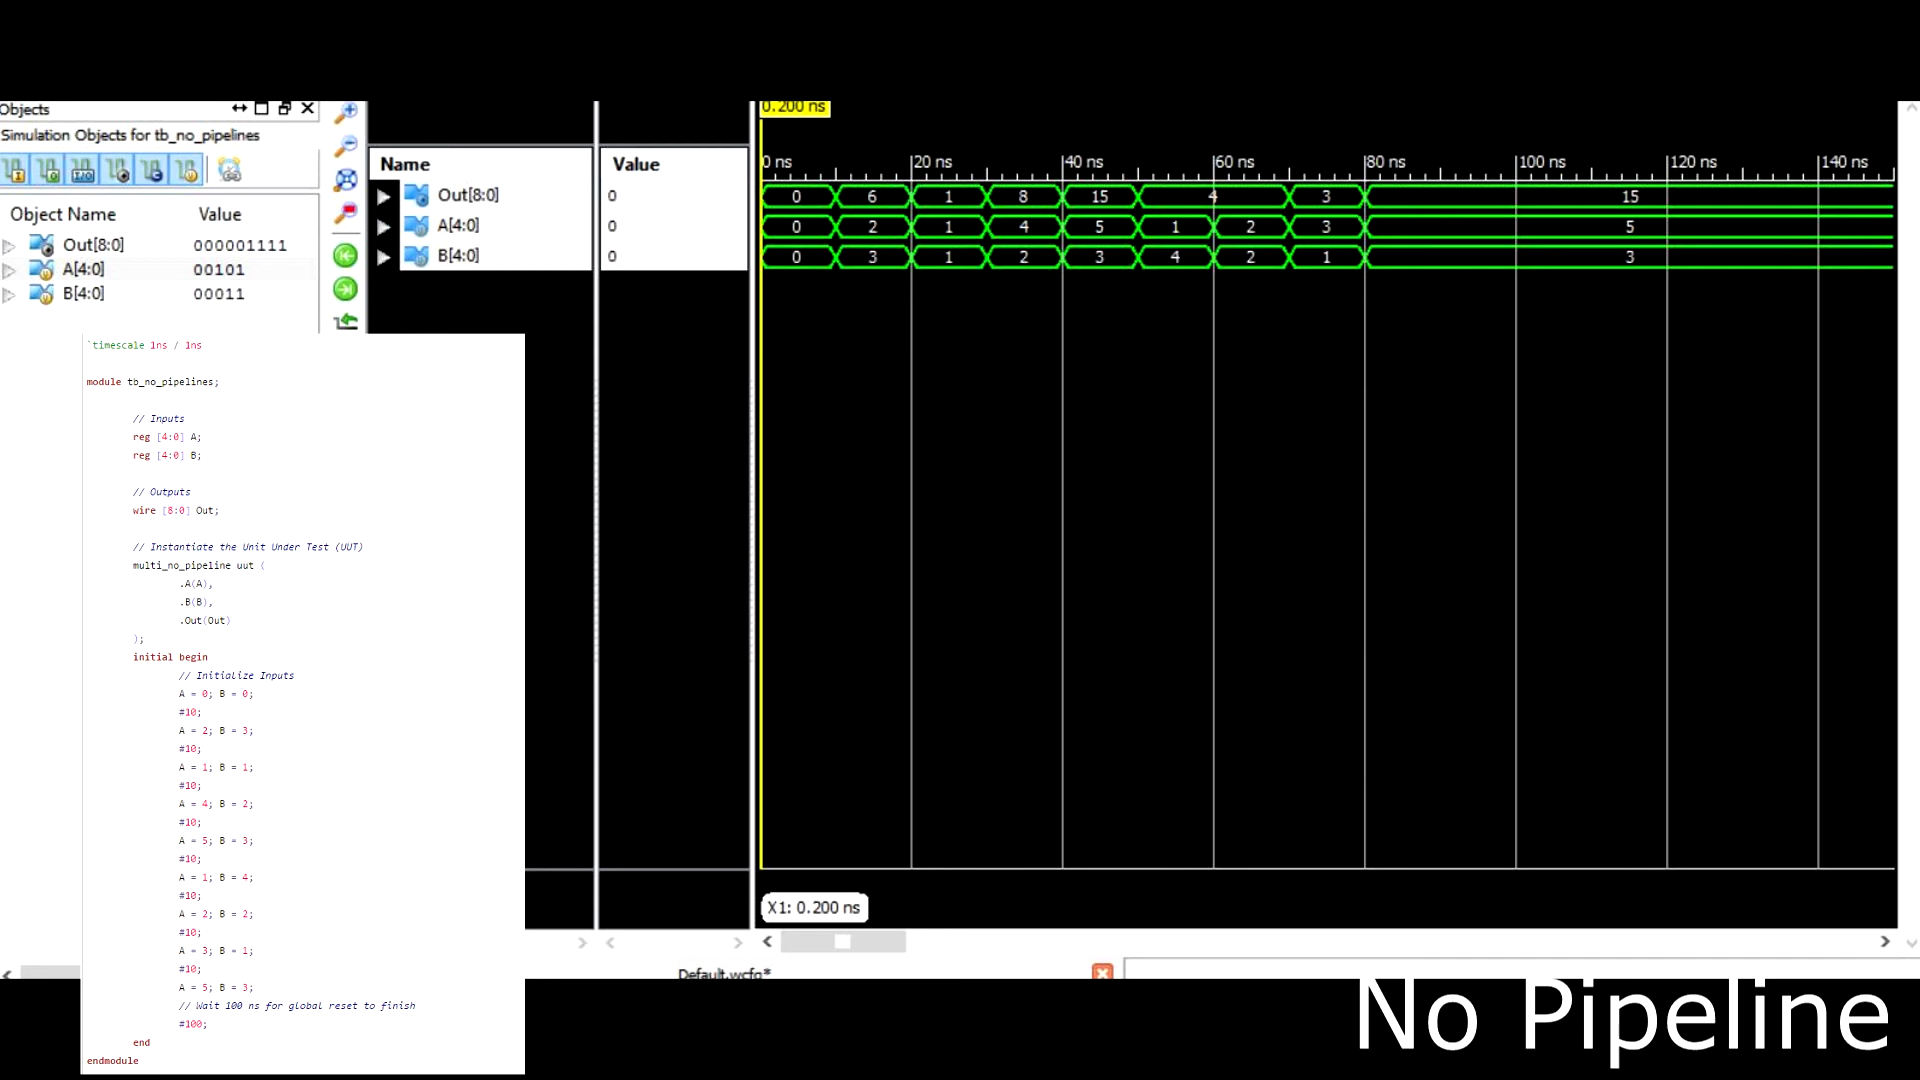 Objects
Simulation Objects for tb_no_pipelines
Object Name Value
Out[8:0] 000001111
A[4:0] 00101
B[4:0] 00011
Name Value
Out[8:0] 0
A[4:0] 0
B[4:0] 0
0.200 ns
0 ns 20 ns 40 ns 60 ns 80 ns 100 ns 120 ns 140 ns
0 6 1 8 15 4 3 15
0 2 1 4 5 1 2 3 5
0 3 1 2 3 4 2 1 3
X1: 0.200 ns
Default.wcfg*
`timescale 1ns / 1ns
module tb_no_pipelines;
// Inputs
reg [4:0] A;
reg [4:0] B;
// Outputs
wire [8:0] Out;
// Instantiate the Unit Under Test (UUT)
multi_no_pipeline uut (
.A(A),
.B(B),
.Out(Out)
);
initial begin
// Initialize Inputs
A = 0; B = 0;
#10;
A = 2; B = 3;
#10;
A = 1; B = 1;
#10;
A = 4; B = 2;
#10;
A = 5; B = 3;
#10;
A = 1; B = 4;
#10;
A = 2; B = 2;
#10;
A = 3; B = 1;
#10;
A = 5; B = 3;
// Wait 100 ns for global reset to finish
#100;
end
endmodule
No Pipeline